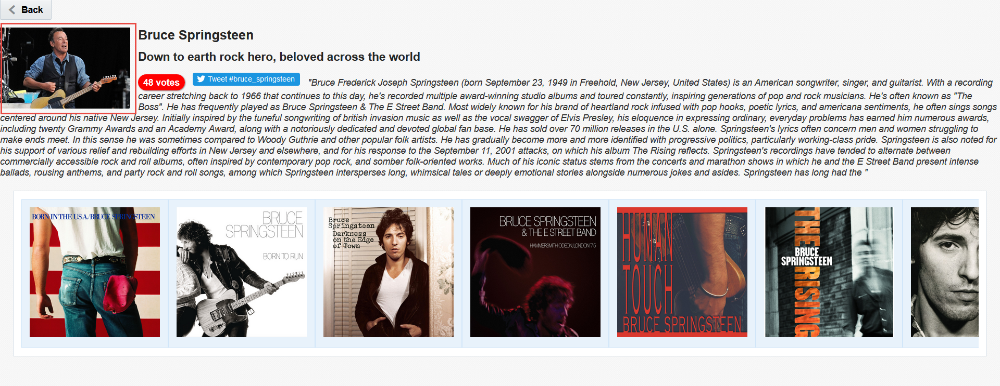 Back
Bruce Springsteen
Down to earth rock hero, beloved across the world
48 votes
Tweet #bruce_springsteen
"Bruce Frederick Joseph Springsteen (born September 23, 1949 in Freehold, New Jersey, United States) is an American songwriter, singer, and guitarist. With a recording
career stretching back to 1966 that continues to this day, he's recorded multiple award-winning studio albums and toured constantly, inspiring generations of pop and rock musicians. He's often known as "The
Boss". He has frequently played as Bruce Springsteen & The E Street Band. Most widely known for his brand of heartland rock infused with pop hooks, poetic lyrics, and americana sentiments, he often sings songs
centered around his native New Jersey. Initially inspired by the tuneful songwriting of british invasion music as well as the vocal swagger of Elvis Presley, his eloquence in expressing ordinary, everyday problems has earned him numerous awards,
including twenty Grammy Awards and an Academy Award, along with a notoriously dedicated and devoted global fan base. He has sold over 70 million releases in the U.S. alone. Springsteen's lyrics often concern men and women struggling to
make ends meet. In this sense he was sometimes compared to Woody Guthrie and other popular folk artists. He has gradually become more and more identified with progressive politics, particularly working-class pride. Springsteen is also noted for
his support of various relief and rebuilding efforts in New Jersey and elsewhere, and for his response to the September 11, 2001 attacks, on which his album The Rising reflects. Springsteen's recordings have tended to alternate between
commercially accessible rock and roll albums, often inspired by contemporary pop rock, and somber folk-oriented works. Much of his iconic status stems from the concerts and marathon shows in which he and the E Street Band present intense
ballads, rousing anthems, and party rock and roll songs, among which Springsteen intersperses long, whimsical tales or deeply emotional stories alongside numerous jokes and asides. Springsteen has long had the "
BORN IN THE U.S.A./BRUCE SPRINGSTEEN
BRUCE
SPRINGSTEEN
BORN TO RUN
Bruce
Springsteen
Darkness
on the Edge
of Town
BRUCE SPRINGSTEEN
& THE E STREET BAND
HAMMERSMITH ODEON, LONDON '75
HUMAN
TOUCH
BRUCE SPRINGSTEEN
THE RISING
BRUCE
SPRINGSTEEN